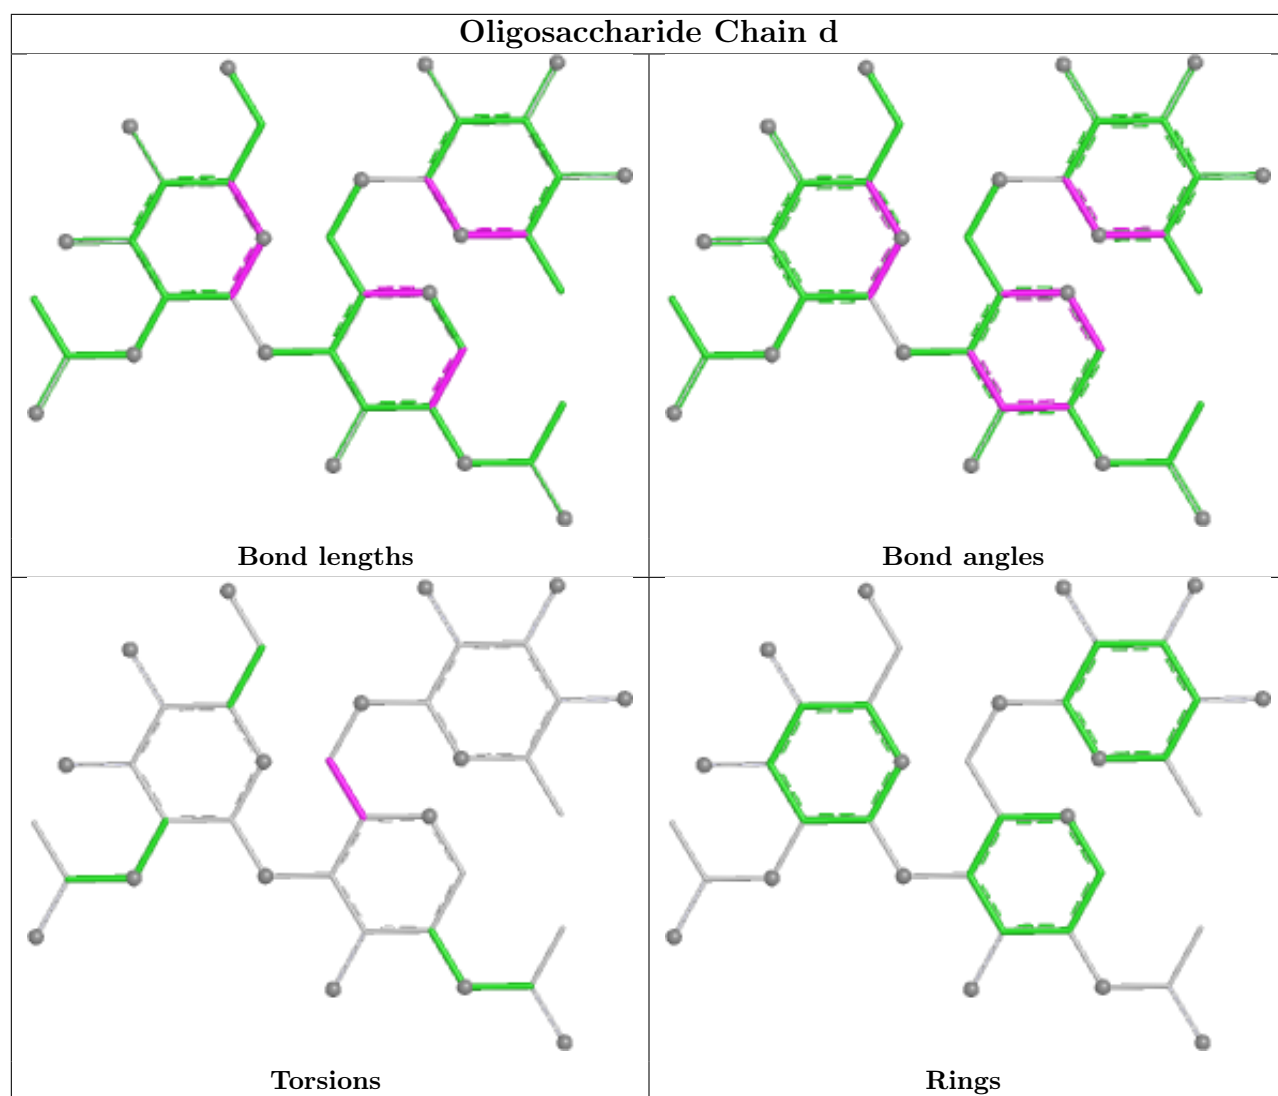 Oligosaccharide Chain d
Bond lengths
Bond angles
Torsions
Rings